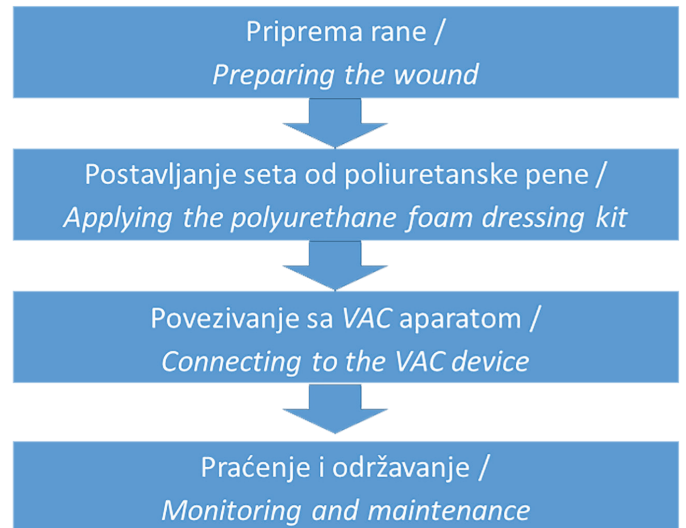 Priprema rane /
Preparing the wound
Postavljanje seta od poliuretanske pene /
Applying the polyurethane foam dressing kit
Povezivanje sa VAC aparatom /
Connecting to the VAC device
Praćenje i održavanje /
Monitoring and maintenance